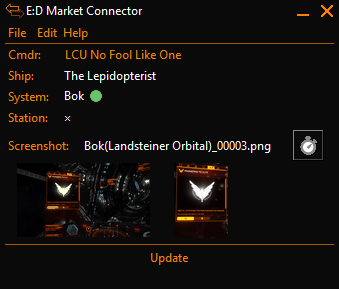 E:D Market Connector
File Edit Help
Cmdr: LCU No Fool Like One
Ship: The Lepidopterist
System: Bok
Station: ×
Screenshot: Bok(Landsteiner Orbital)_00003.png
Update